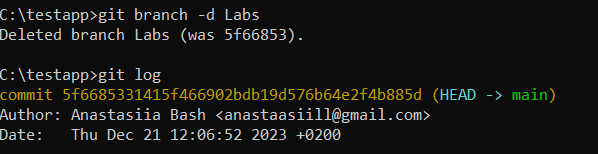 C:\testapp>git branch -d Labs
Deleted branch Labs (was 5f66853).
C:\testapp>git log
commit 5f6685331415f466902bdb19d576b64e2f4b885d (HEAD -> main)
Author: Anastasiia Bash <anastaasiill@gmail.com>
Date:   Thu Dec 21 12:06:52 2023 +0200